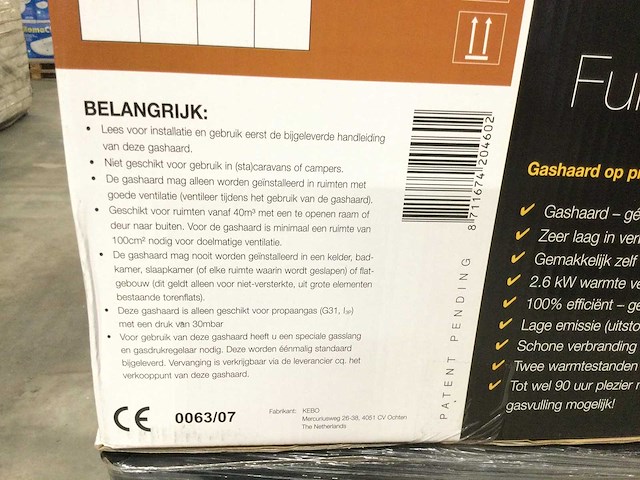 BELANGRIJK:
• Lees voor installatie en gebruik eerst de bijgeleverde handleiding
van deze gashaard.
• Niet geschikt voor gebruik in (sta)caravans of campers.
• De gashaard mag alleen worden geïnstalleerd in ruimten met
goede ventilatie (ventileer tijdens het gebruik van de gashaard).
• Geschikt voor ruimten vanaf 40m³ met een te openen raam of
deur naar buiten. Voor de gashaard is minimaal een ruimte van
100cm² nodig voor doelmatige ventilatie.
• De gashaard mag nooit worden geïnstalleerd in een kelder, bad-
kamer, slaapkamer (of elke ruimte waarin wordt geslapen) of flat-
gebouw (dit geldt alleen voor niet-versterkte, uit grote elementen
bestaande torenflats).
• Deze gashaard is alleen geschikt voor propaangas (G31, I₃ₚ)
met een druk van 30mbar
• Voor gebruik van deze gashaard heeft u een speciale gasslang
en gasdrukregelaar nodig. Deze worden éénmalig standaard
bijgeleverd. Vervanging is verkrijgbaar via de leverancier cq. het
verkooppunt van deze gashaard.
CE 0063/07
Fabrikant: KEBO
Mercuriusweg 26-38, 4051 CV Ochten
The Netherlands
8 711674 204602
PATENT PENDING
Gashaard op
✔ Gashaard –
✔ Zeer laag in
✔ Gemakkelijk zelf
✔ 2.6 kW warmte
✔ 100% efficiënt –
✔ Lage emissie
✔ Schone verbranding
✔ Twee warmtestanden
✔ Tot wel 90 uur plezier
gasvulling mogelijk!